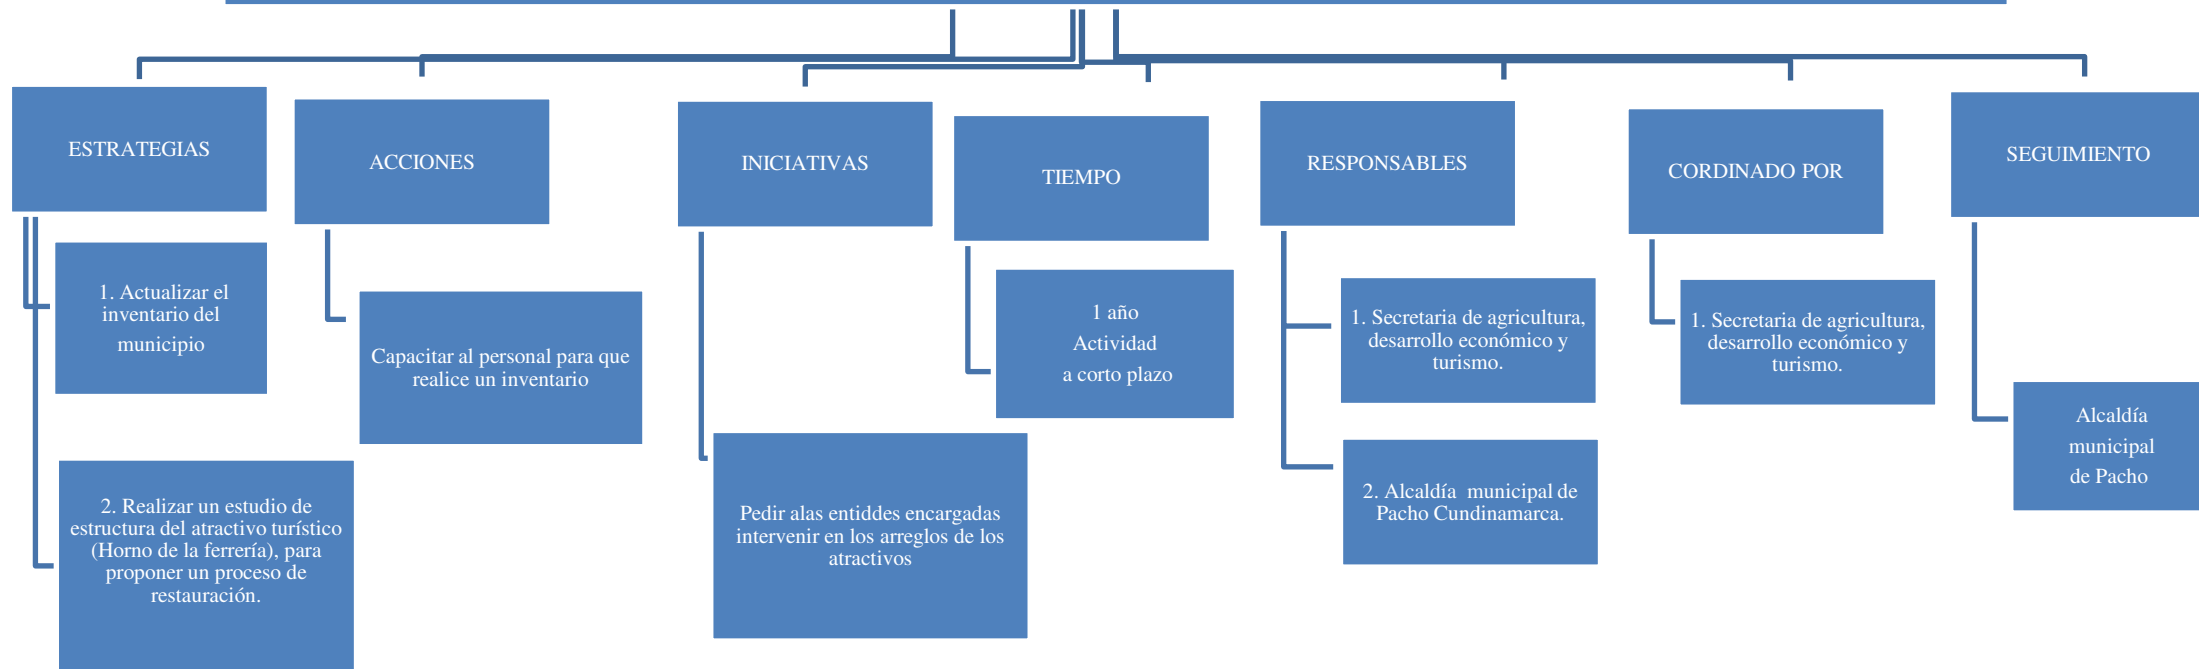 ESTRATEGIAS
1. Actualizar el
inventario del
municipio
2. Realizar un estudio de
estructura del atractivo turístico
(Horno de la ferrería), para
proponer un proceso de
restauración.
ACCIONES
Capacitar al personal para que
realice un inventario
INICIATIVAS
Pedir alas entiddes encargadas
intervenir en los arreglos de los
atractivos
TIEMPO
1 año
Actividad
a corto plazo
RESPONSABLES
1. Secretaria de agricultura,
desarrollo económico y
turismo.
2. Alcaldía  municipal de
Pacho Cundinamarca.
CORDINADO POR
1. Secretaria de agricultura,
desarrollo económico y
turismo.
SEGUIMIENTO
Alcaldía
municipal
de Pacho